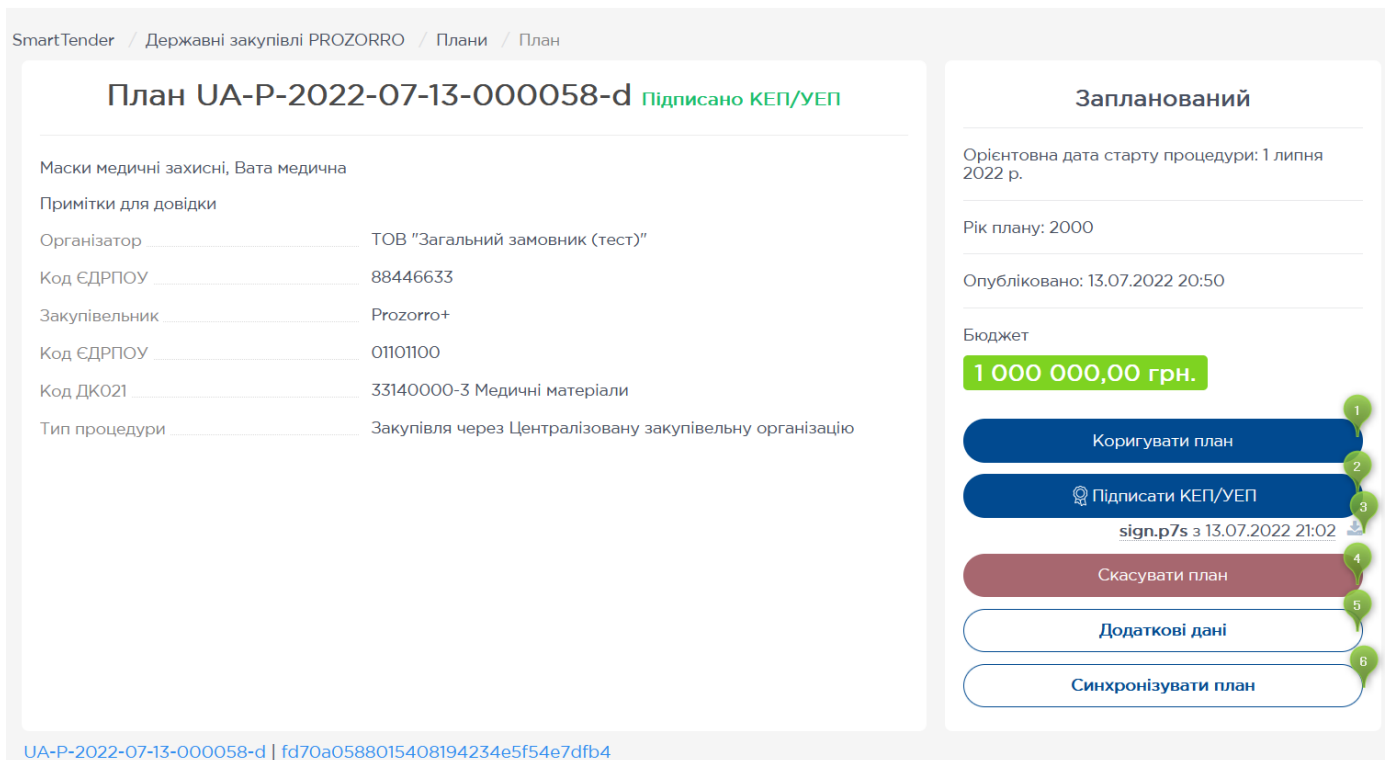 SmartTender / Державні закупівлі PROZORRO / Плани / План
План UA-P-2022-07-13-000058-d Підписано КЕП/УЕП
Маски медичні захисні, Вата медична
Примітки для довідки
Організатор ТОВ "Загальний замовник (тест)"
Код ЄДРПОУ 88446633
Закупівельник Prozorro+
Код ЄДРПОУ 01101100
Код ДК021 33140000-3 Медичні матеріали
Тип процедури Закупівля через Централізовану закупівельну організацію
Запланований
Орієнтовна дата старту процедури: 1 липня
2022 р.
Рік плану: 2000
Опубліковано: 13.07.2022 20:50
Бюджет
1 000 000,00 грн.
1
Коригувати план
2
Підписати КЕП/УЕП
3
sign.p7s з 13.07.2022 21:02
4
Скасувати план
5
Додаткові дані
6
Синхронізувати план
UA-P-2022-07-13-000058-d | fd70a0588015408194234e5f54e7dfb4